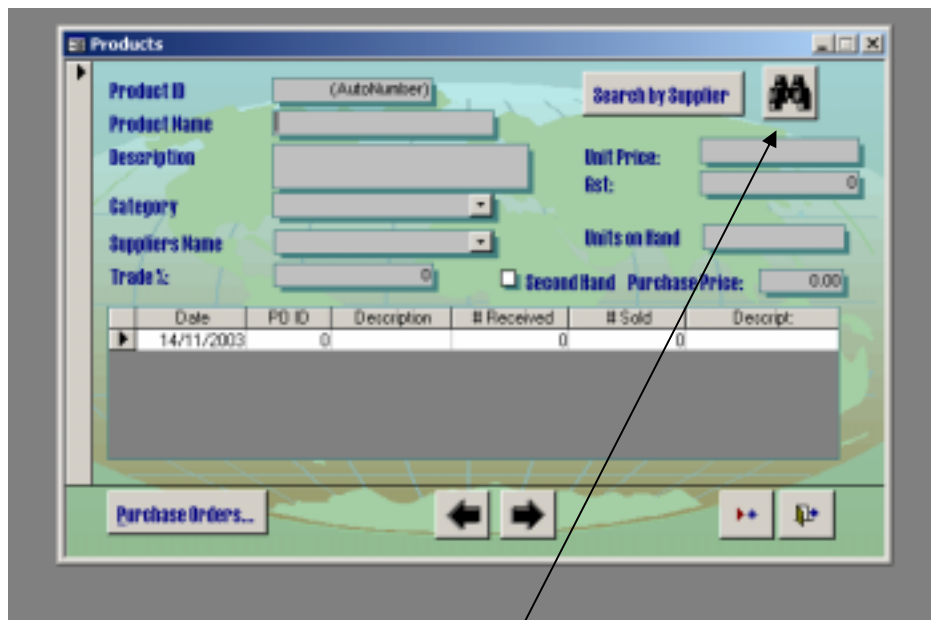 Products
Product ID (AutoNumber) Search by Supplier
Product Name
Description Unit Price:
Gst: 0
Category
Suppliers Name Units on Hand
Trade %: 0 Second Hand Purchase Price: 0.00
Date PO ID Description # Received # Sold Descript:
14/11/2003 0 0 0
Purchase Orders...